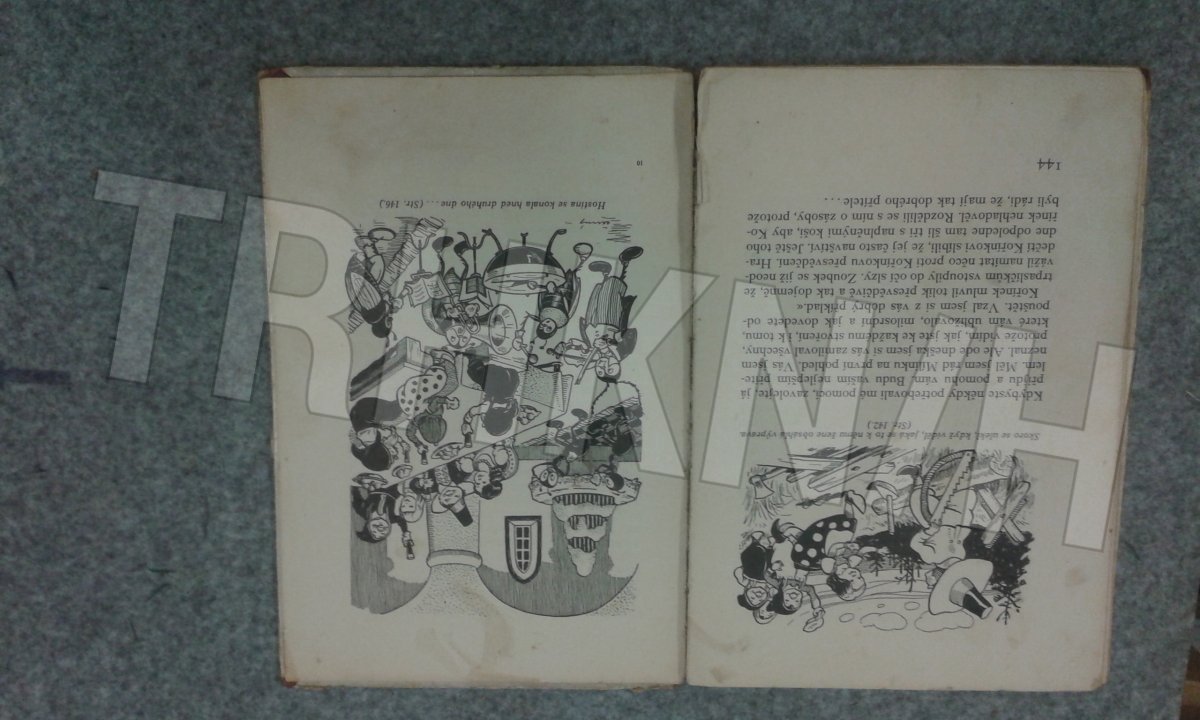 Skoro se ulekl, když viděl, jaká se to k němu žene obsáhlá výprava.
(Str. 142.)
Kdybyste někdy potřebovali mé pomoci, zavolejte, já
přijdu a pomohu vám. Budu vaším nejlepším příte-
lem. Měl jsem rád Milinku na první pohled. Vás jsem
neznal. Ale ode dneška jsem si vás zamiloval všechny,
protože vidím, jak jste ke každému stvoření, i k tomu,
které vám ubližovalo, milosrdní a jak dovedete od-
pouštět. Vzal jsem si z vás dobrý příklad.«
Kořínek mluvil tolik přesvědčivě a tak dojemně, že
trpaslíčkům vstoupily do očí slzy. Zoubek se již neod-
vážil namítat něco proti Kořínkovu přesvědčení. Hra-
dečtí Kořínkovi slíbili, že jej často navštíví. Ještě toho
dne odpoledne tam šli tři s naplněnými koši, aby Ko-
řínek nehladověl. Rozdělili se s ním o zásoby, protože
byli rádi, že mají tak dobrého přítele ...
144
Hostina se konala hned druhého dne ... (Str. 146.)
10
TRHKNIH